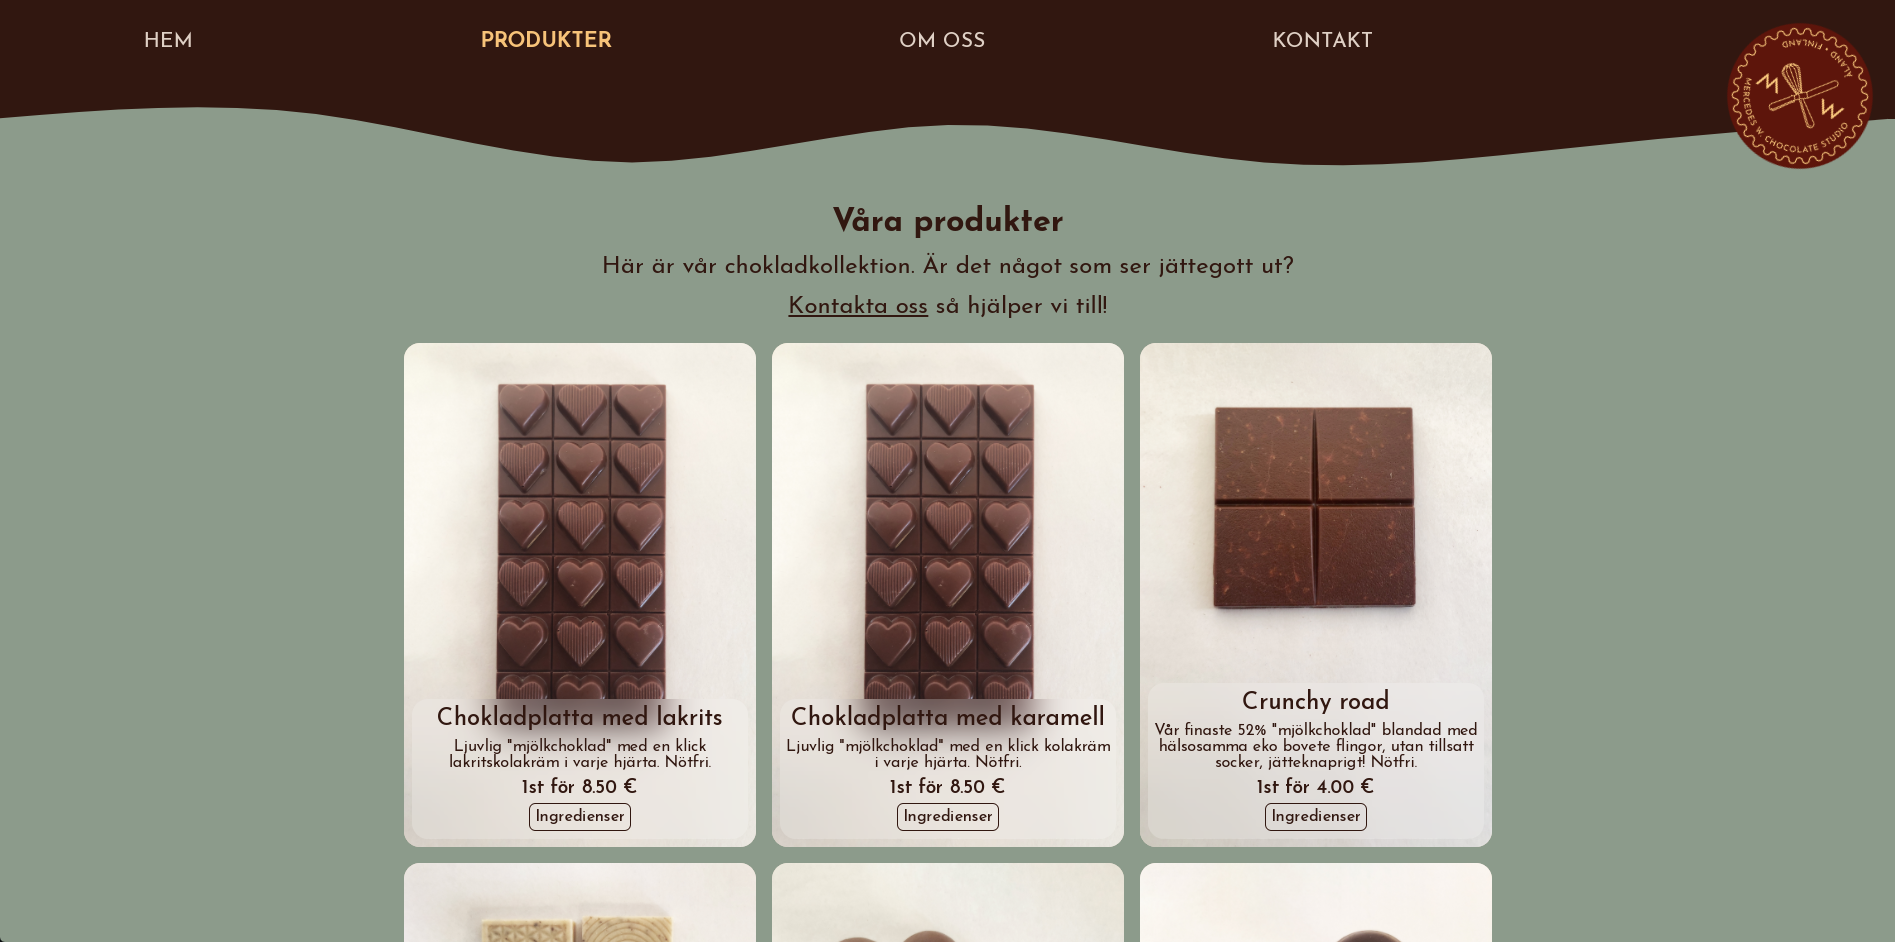 HEM
PRODUKTER
OM OSS
KONTAKT
ÅLAND • FINLAND
M W
MERCEDES W. CHOCOLATE STUDIO
Våra produkter
Här är vår chokladkollektion. Är det något som ser jättegott ut?
Kontakta oss så hjälper vi till!
Chokladplatta med lakrits
Ljuvlig "mjölkchoklad" med en klick
lakritskolakräm i varje hjärta. Nötfri.
1st för 8.50 €
Ingredienser
Chokladplatta med karamell
Ljuvlig "mjölkchoklad" med en klick kolakräm
i varje hjärta. Nötfri.
1st för 8.50 €
Ingredienser
Crunchy road
Vår finaste 52% "mjölkchoklad" blandad med
hälsosamma eko bovete flingor, utan tillsatt
socker, jätteknaprigt! Nötfri.
1st för 4.00 €
Ingredienser